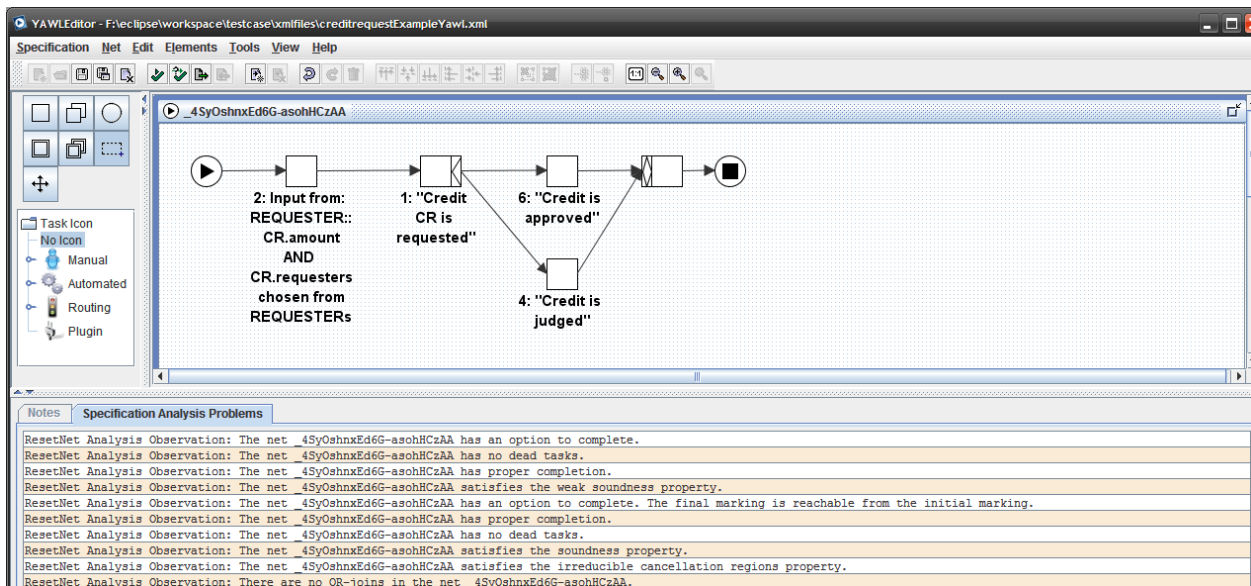 YAWLEditor - F:\eclipse\workspace\testcase\xmlfiles\creditrequestExampleYawl.xml
Specification Net Edit Elements Tools View Help
1:1
_4SyOshnxEd6G-asohHCzAA
2: Input from:
REQUESTER::
CR.amount
AND
CR.requesters
chosen from
REQUESTERs
1: "Credit
CR is
requested"
6: "Credit is
approved"
4: "Credit is
judged"
Task Icon
No Icon
Manual
Automated
Routing
Plugin
Notes
Specification Analysis Problems
ResetNet Analysis Observation: The net _4SyOshnxEd6G-asohHCzAA has an option to complete.
ResetNet Analysis Observation: The net _4SyOshnxEd6G-asohHCzAA has no dead tasks.
ResetNet Analysis Observation: The net _4SyOshnxEd6G-asohHCzAA has proper completion.
ResetNet Analysis Observation: The net _4SyOshnxEd6G-asohHCzAA satisfies the weak soundness property.
ResetNet Analysis Observation: The net _4SyOshnxEd6G-asohHCzAA has an option to complete. The final marking is reachable from the initial marking.
ResetNet Analysis Observation: The net _4SyOshnxEd6G-asohHCzAA has proper completion.
ResetNet Analysis Observation: The net _4SyOshnxEd6G-asohHCzAA has no dead tasks.
ResetNet Analysis Observation: The net _4SyOshnxEd6G-asohHCzAA satisfies the soundness property.
ResetNet Analysis Observation: The net _4SyOshnxEd6G-asohHCzAA satisfies the irreducible cancellation regions property.
ResetNet Analysis Observation: There are no OR-joins in the net _4SyOshnxEd6G-asohHCzAA.